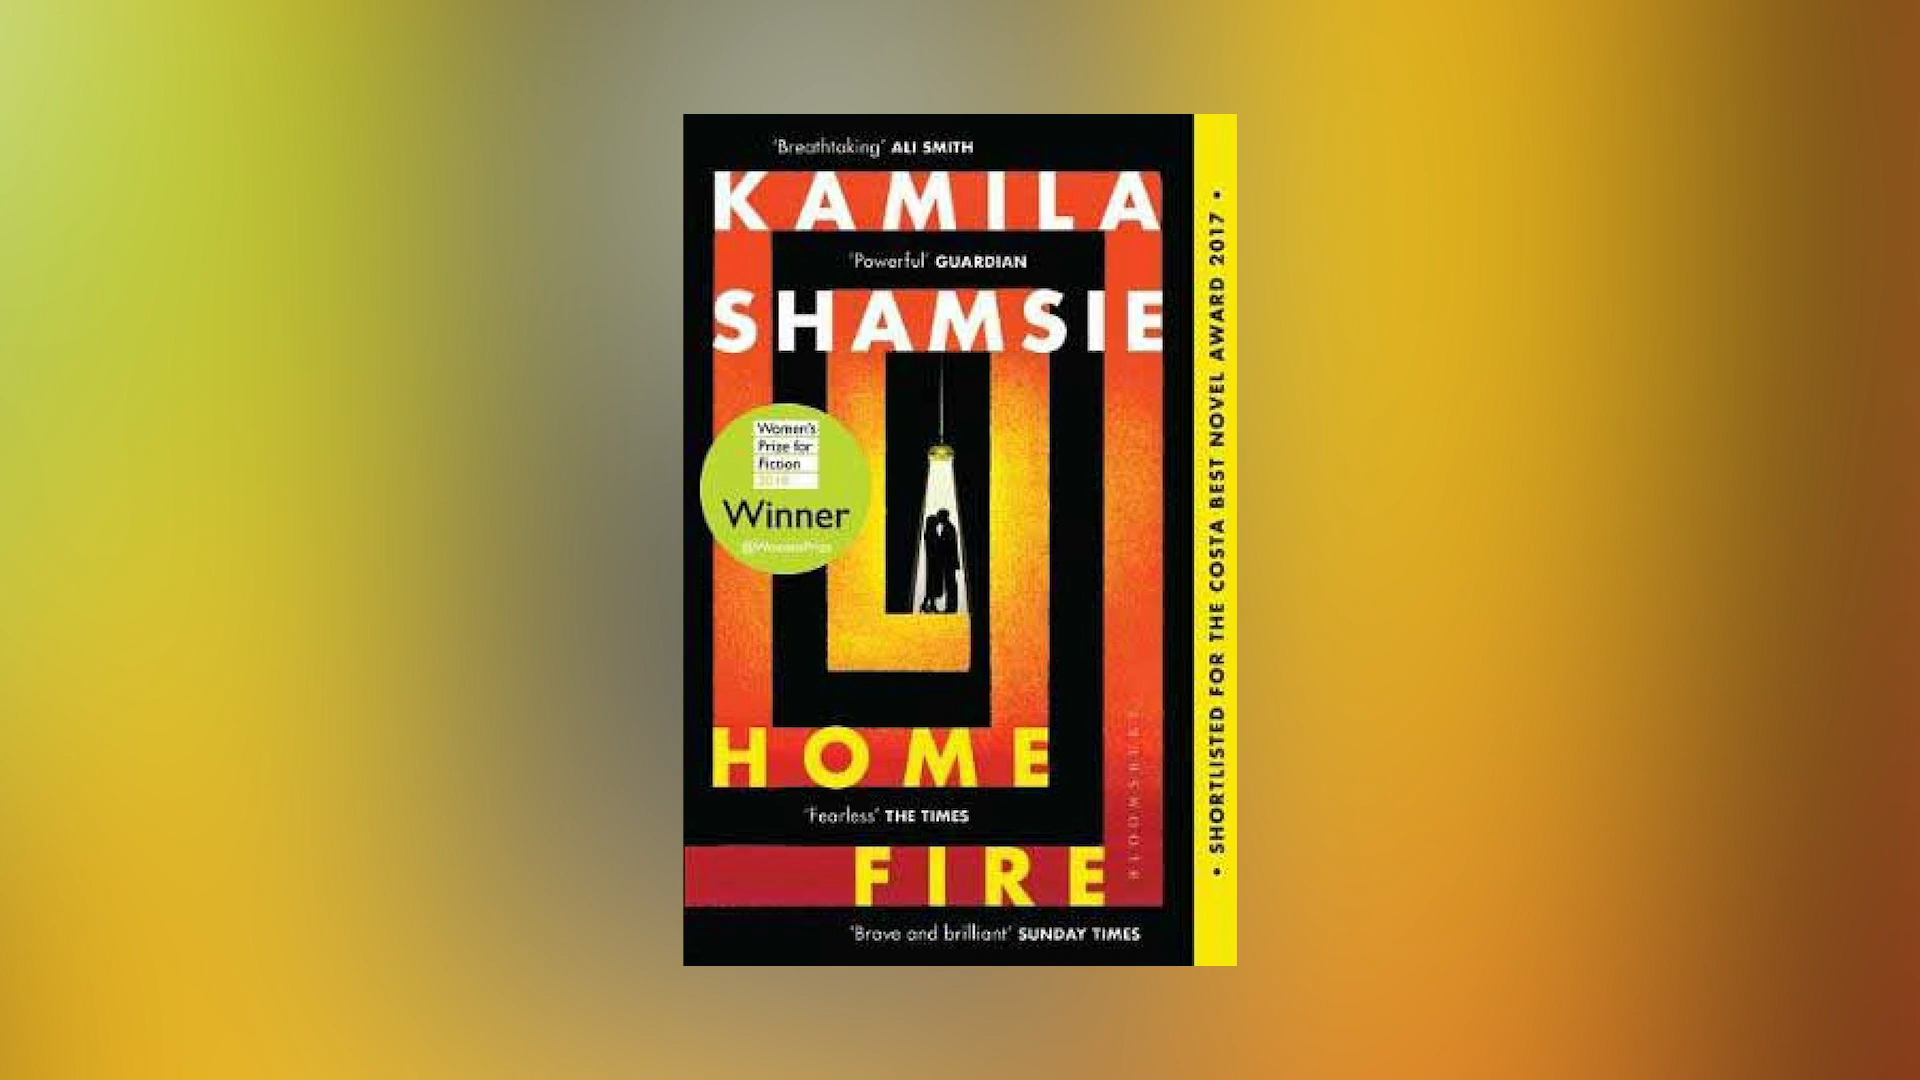 'Breathtaking' ALI SMITH
KAMILA
'Powerful' GUARDIAN
SHAMSIE
Women's
Prize for
Fiction
2018
Winner
@WomensPrize
HOME
'Fearless' THE TIMES
FIRE
BLOOMSBURY
'Brave and brilliant' SUNDAY TIMES
• SHORTLISTED FOR THE COSTA BEST NOVEL AWARD 2017 •